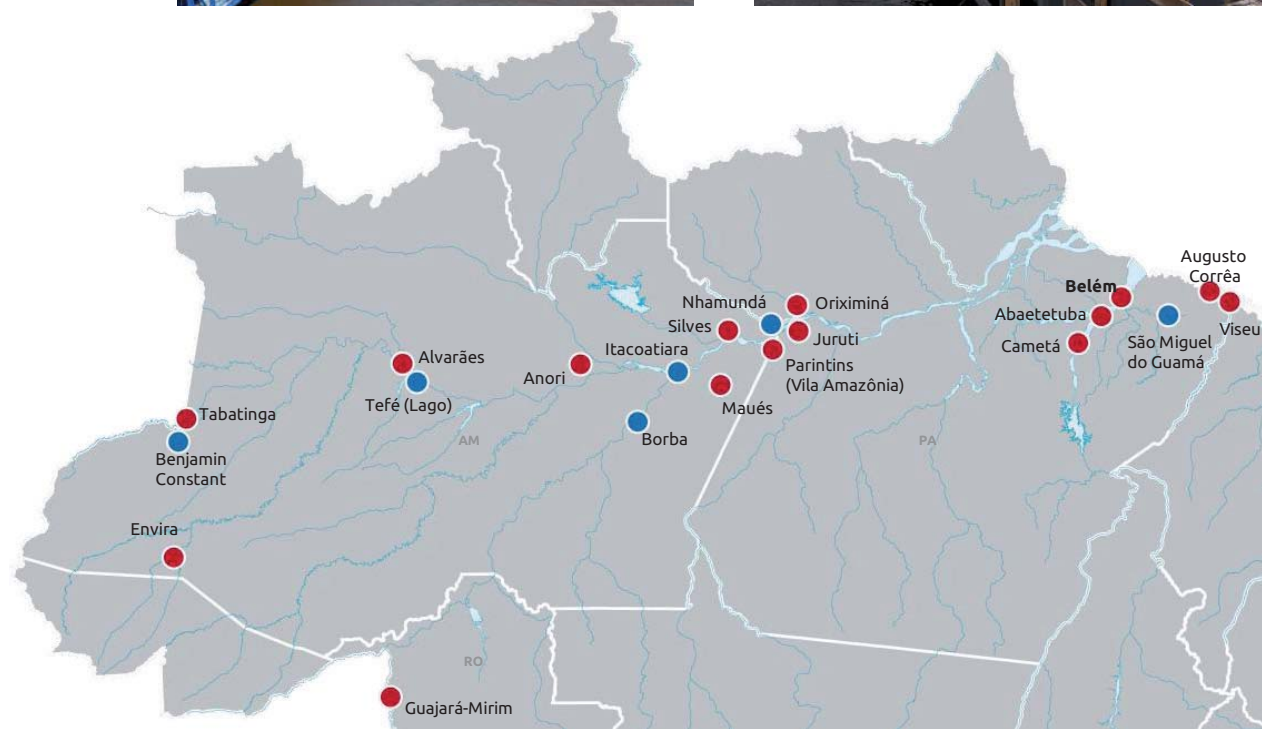 Augusto
Corrêa
Belém
Nhamundá
Oriximiná
Abaetetuba
Silves
Juruti
Viseu
Cametá
São Miguel
do Guamá
Itacoatiara
Alvarães
Anori
Parintins
(Vila Amazônia)
Tefé (Lago)
Maués
Tabatinga
Borba
AM
PA
Benjamin
Constant
Envira
RO
Guajará-Mirim